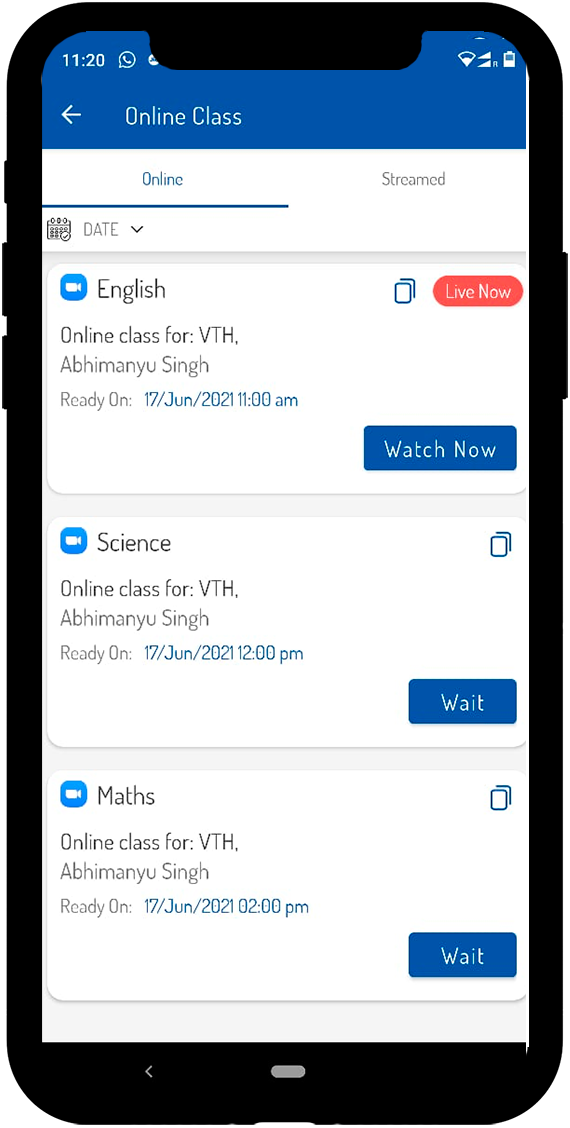 11:20
R
Online Class
Online Streamed
DATE
English Live Now
Online class for: VTH,
Abhimanyu Singh
Ready On: 17/Jun/2021 11:00 am
Watch Now
Science
Online class for: VTH,
Abhimanyu Singh
Ready On: 17/Jun/2021 12:00 pm
Wait
Maths
Online class for: VTH,
Abhimanyu Singh
Ready On: 17/Jun/2021 02:00 pm
Wait